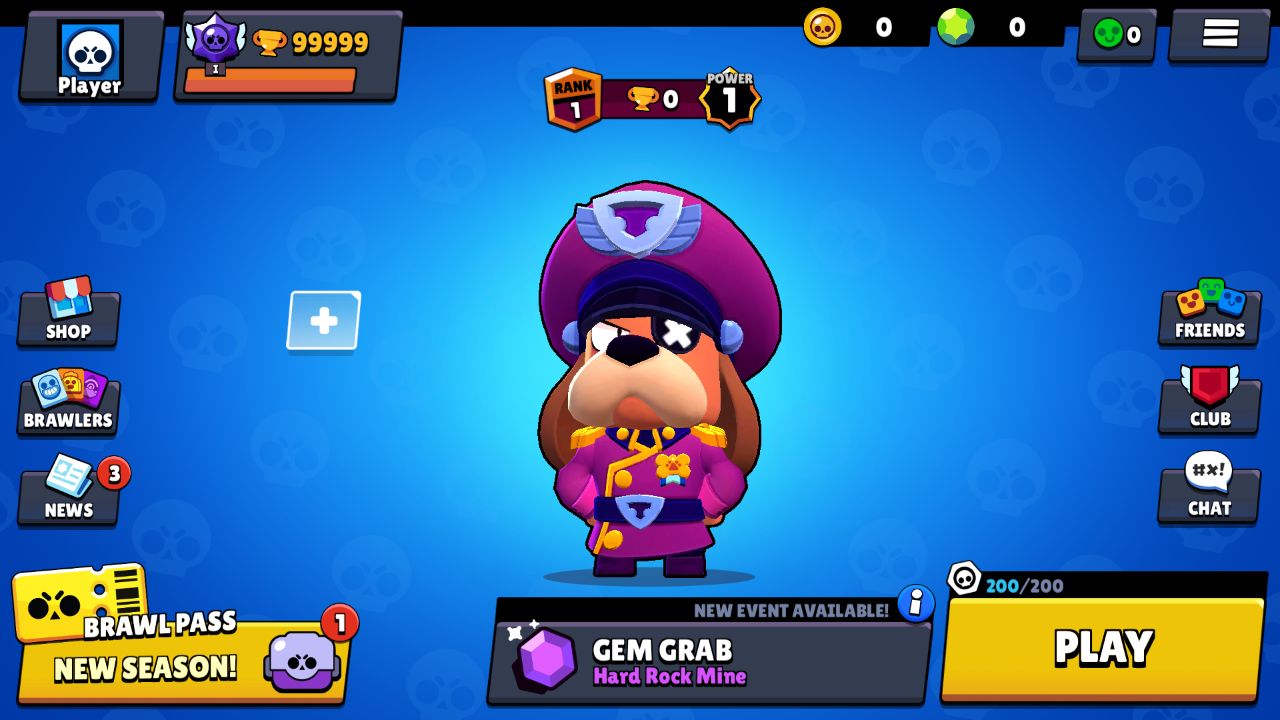 Player
I
99999
0
0
0
RANK
1
0
POWER
1
SHOP
BRAWLERS
3
NEWS
FRIENDS
CLUB
#×!
CHAT
BRAWL PASS
1
NEW SEASON!
NEW EVENT AVAILABLE!
i
GEM GRAB
Hard Rock Mine
200/200
PLAY